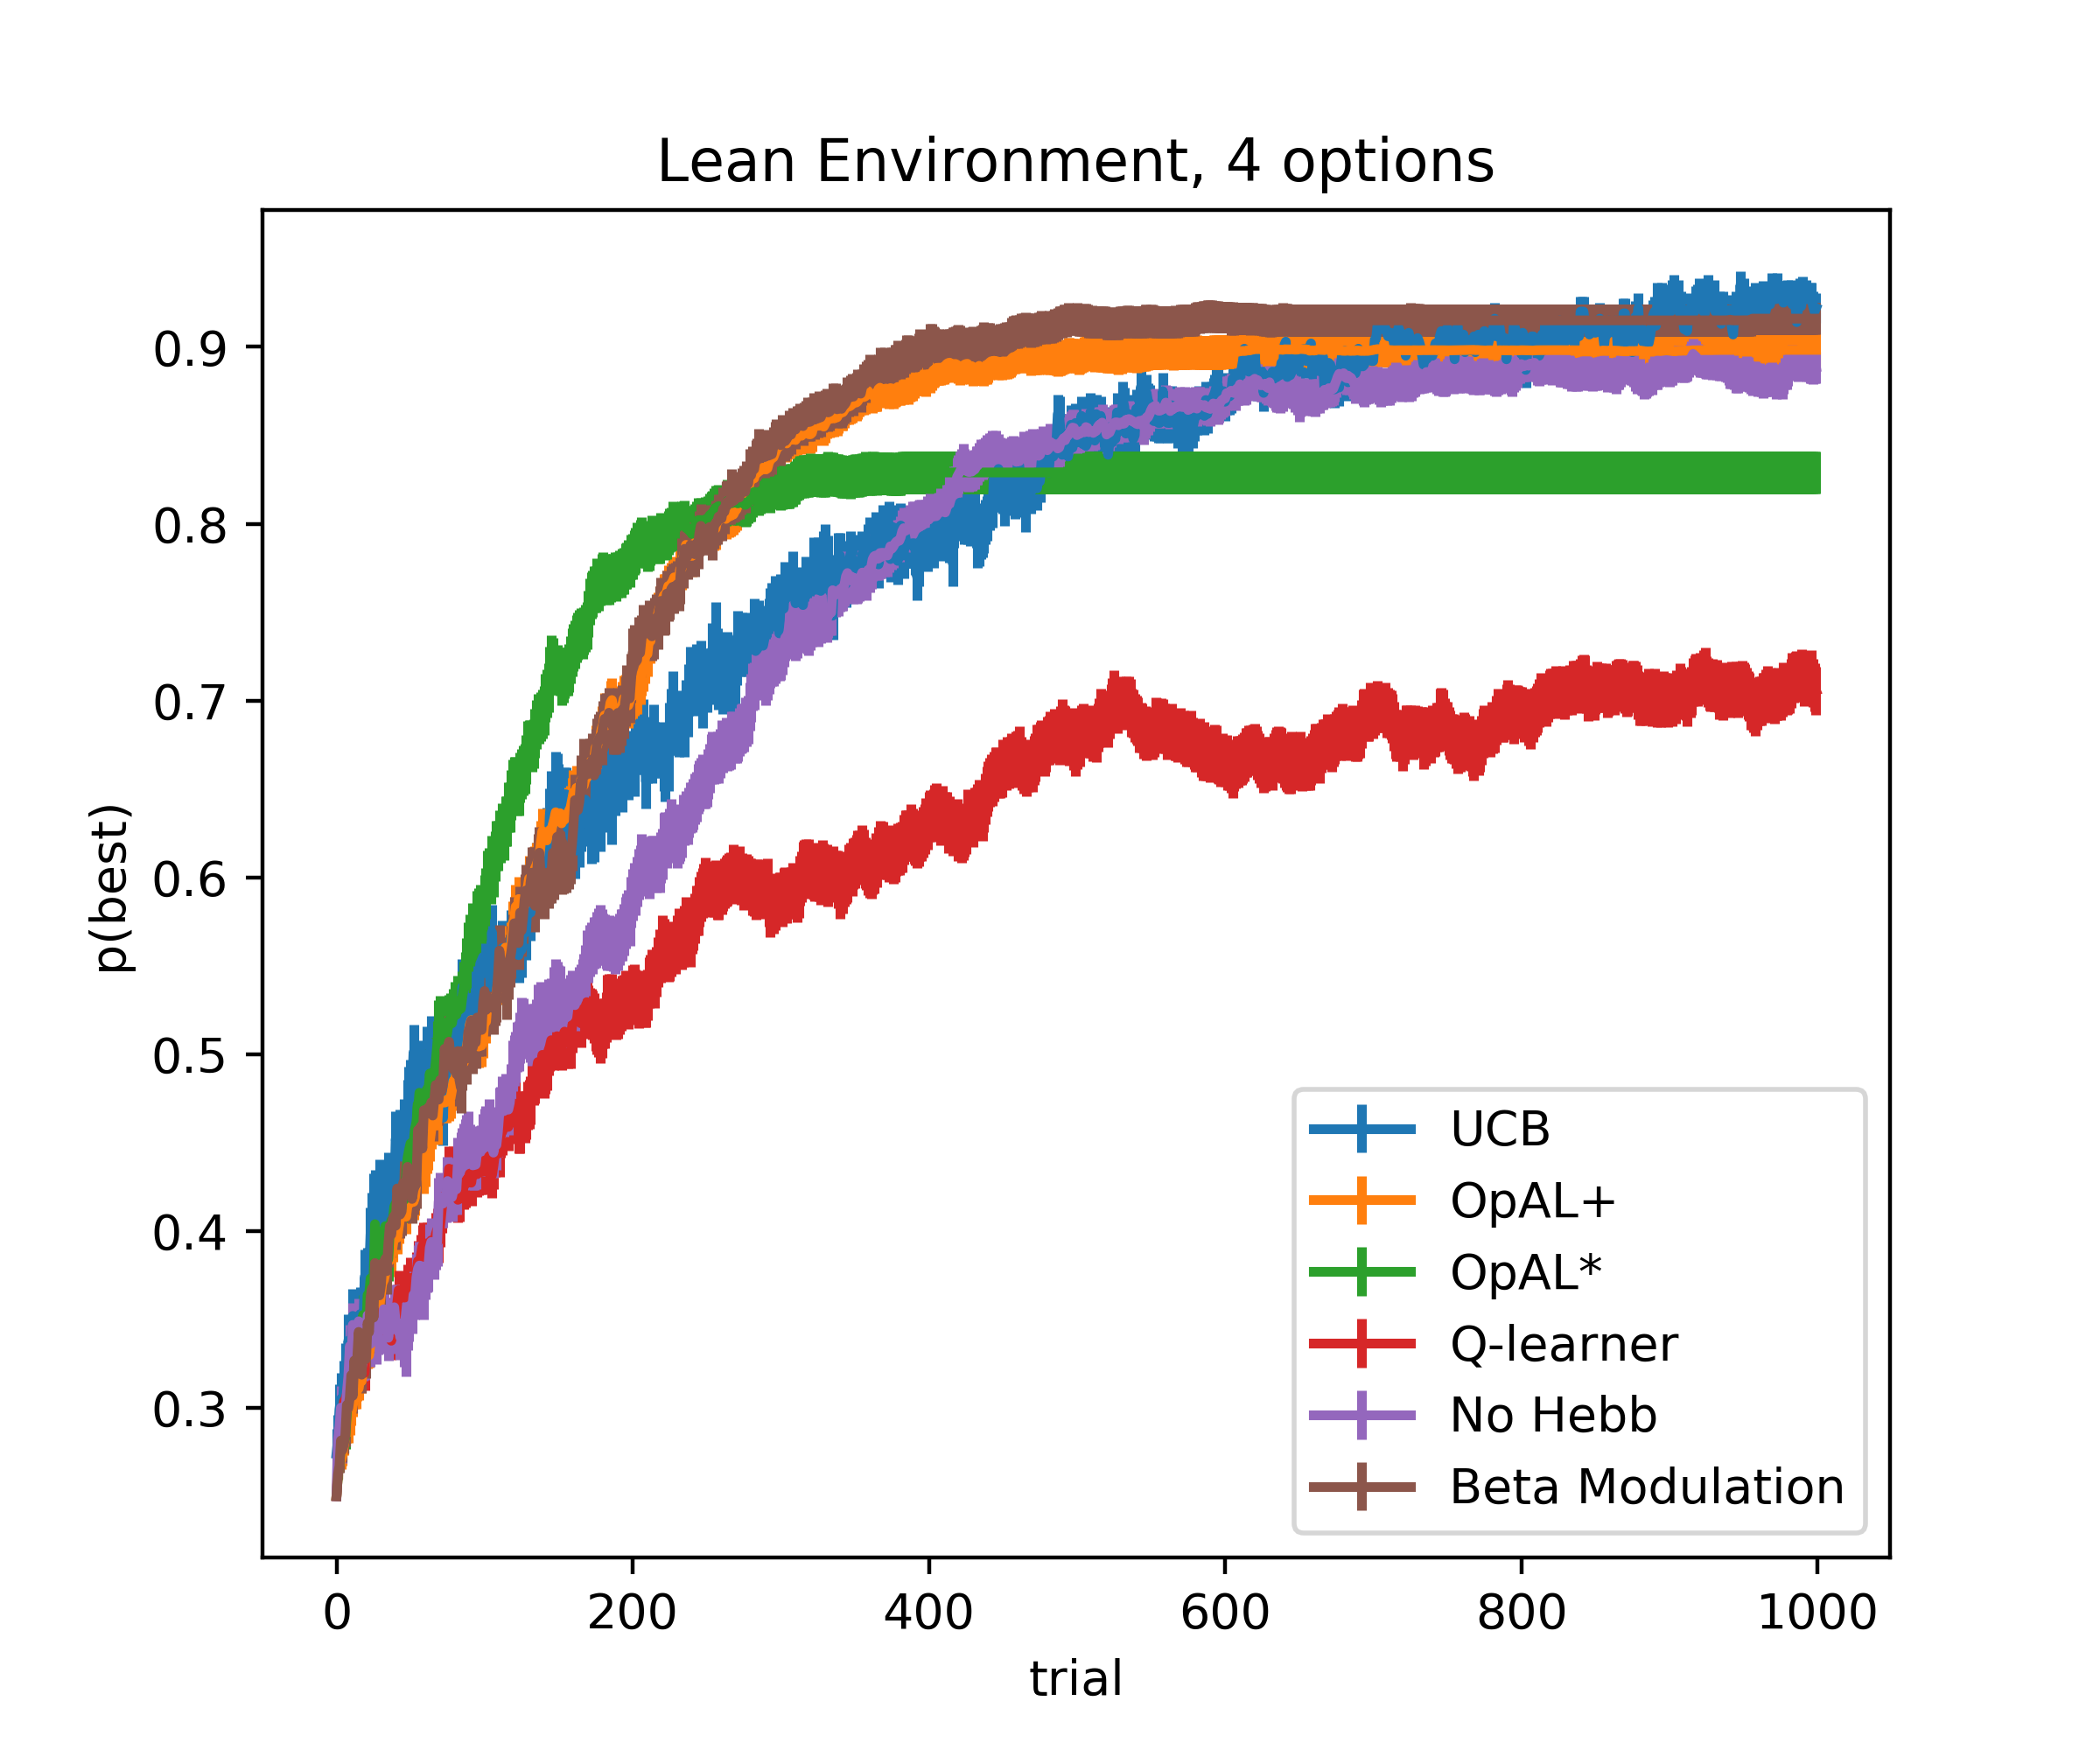 Lean Environment, 4 options
p(best)
0.9
0.8
0.7
0.6
0.5
0.4
0.3
0
200
400
600
800
1000
trial
UCB
OpAL+
OpAL*
Q-learner
No Hebb
Beta Modulation